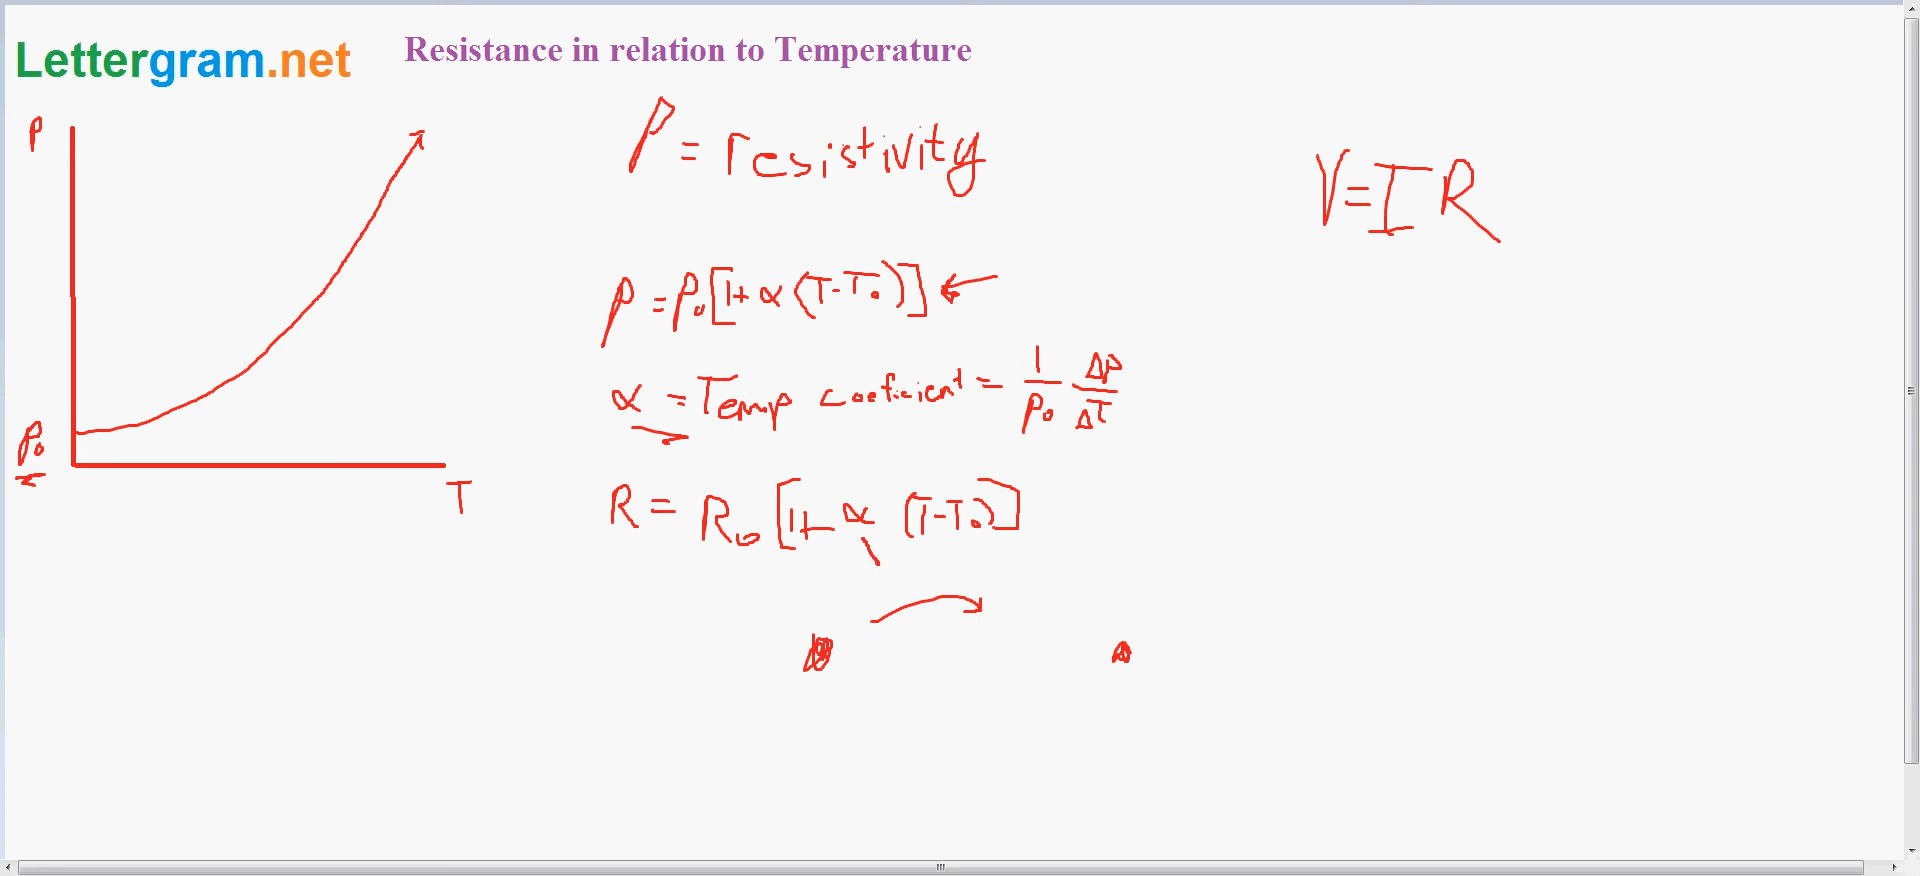 Lettergram.net
Resistance in relation to Temperature
ρ
ρ₀
T
ρ = resistivity
V = IR
ρ = ρ₀[1+ α (T-T₀)]
α = Temp coeficient = 1/ρ₀ Δρ/ΔT
R = R₀ [1+ α (T-T₀)]